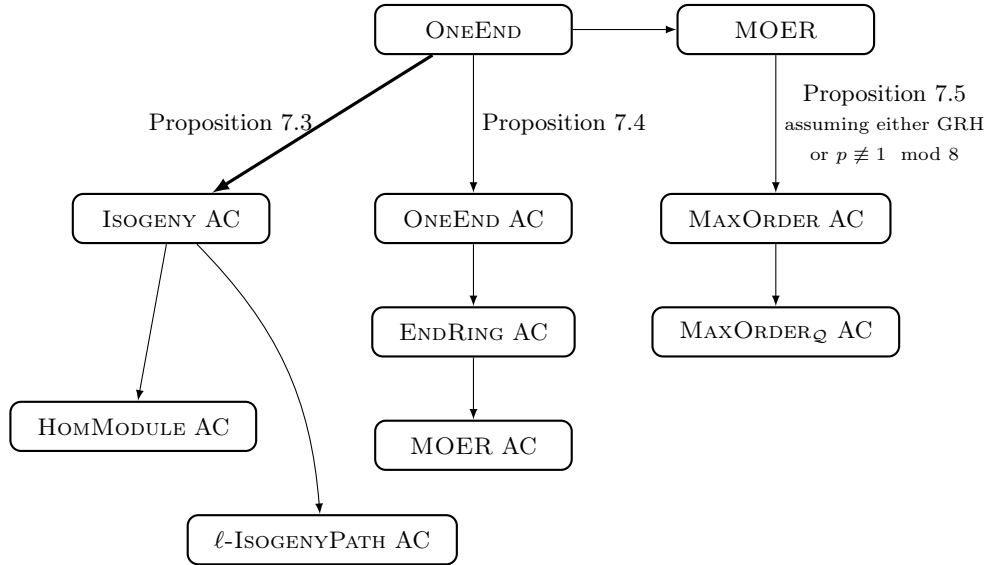 ONEEND
MOER
Proposition 7.3
Proposition 7.4
Proposition 7.5
assuming either GRH
or p ≢ 1 mod 8
ISOGENY AC
ONEEND AC
MAXORDER AC
ENDRING AC
MAXORDER_𝒬 AC
HOMMODULE AC
MOER AC
ℓ-ISOGENYPATH AC